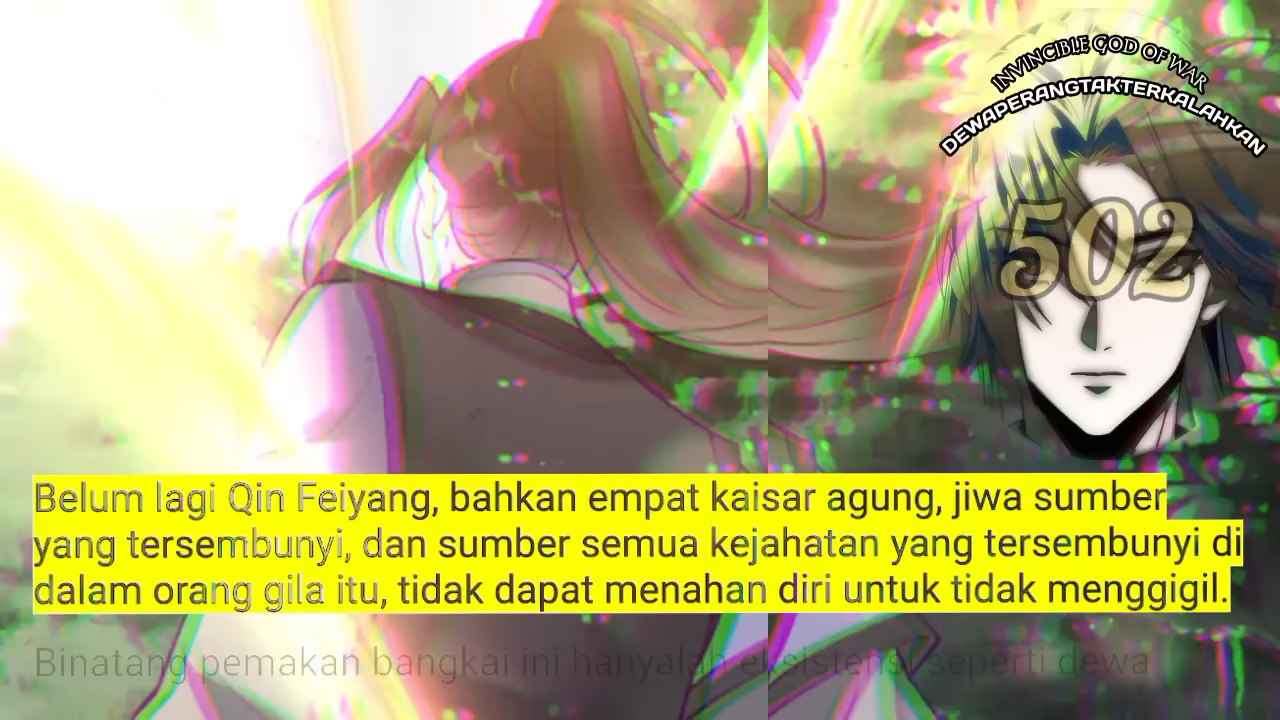 INVINCIBLE GOD OF WAR
DEWAPERANGTAKTERKALAHKAN
502
Belum lagi Qin Feiyang, bahkan empat kaisar agung, jiwa sumber
yang tersembunyi, dan sumber semua kejahatan yang tersembunyi di
dalam orang gila itu, tidak dapat menahan diri untuk tidak menggigil.
Binatang pemakan bangkai ini hanyalah eksistensi seperti dewa